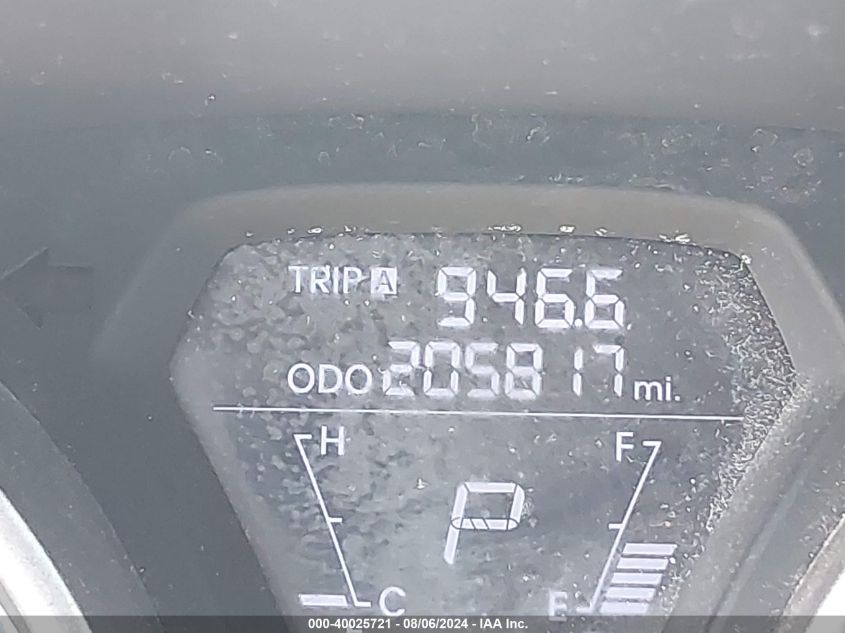 TRIP A 946.6
ODO 205817 mi.
H F
P
C E
000-40025721 - 08/06/2024 - IAA Inc.